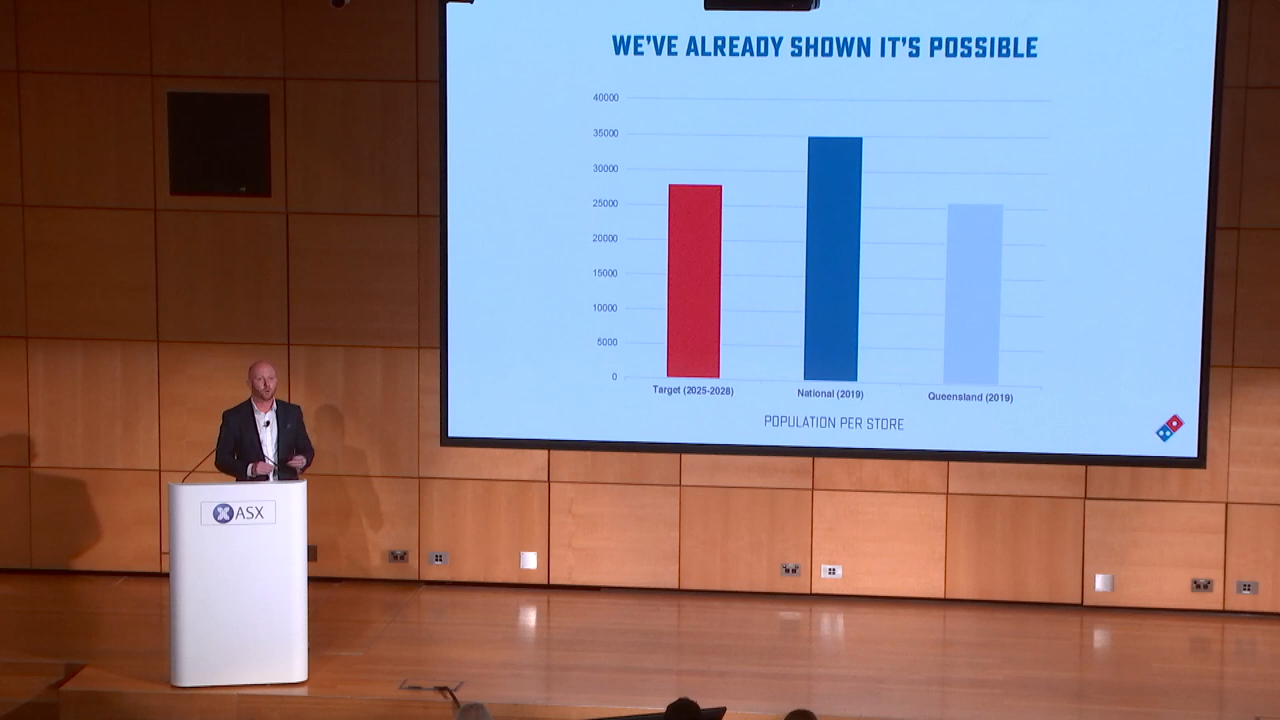 WE'VE ALREADY SHOWN IT'S POSSIBLE
40000
35000
30000
25000
20000
15000
10000
5000
0
Target (2025-2028)
National (2019)
Queensland (2019)
POPULATION PER STORE
ASX